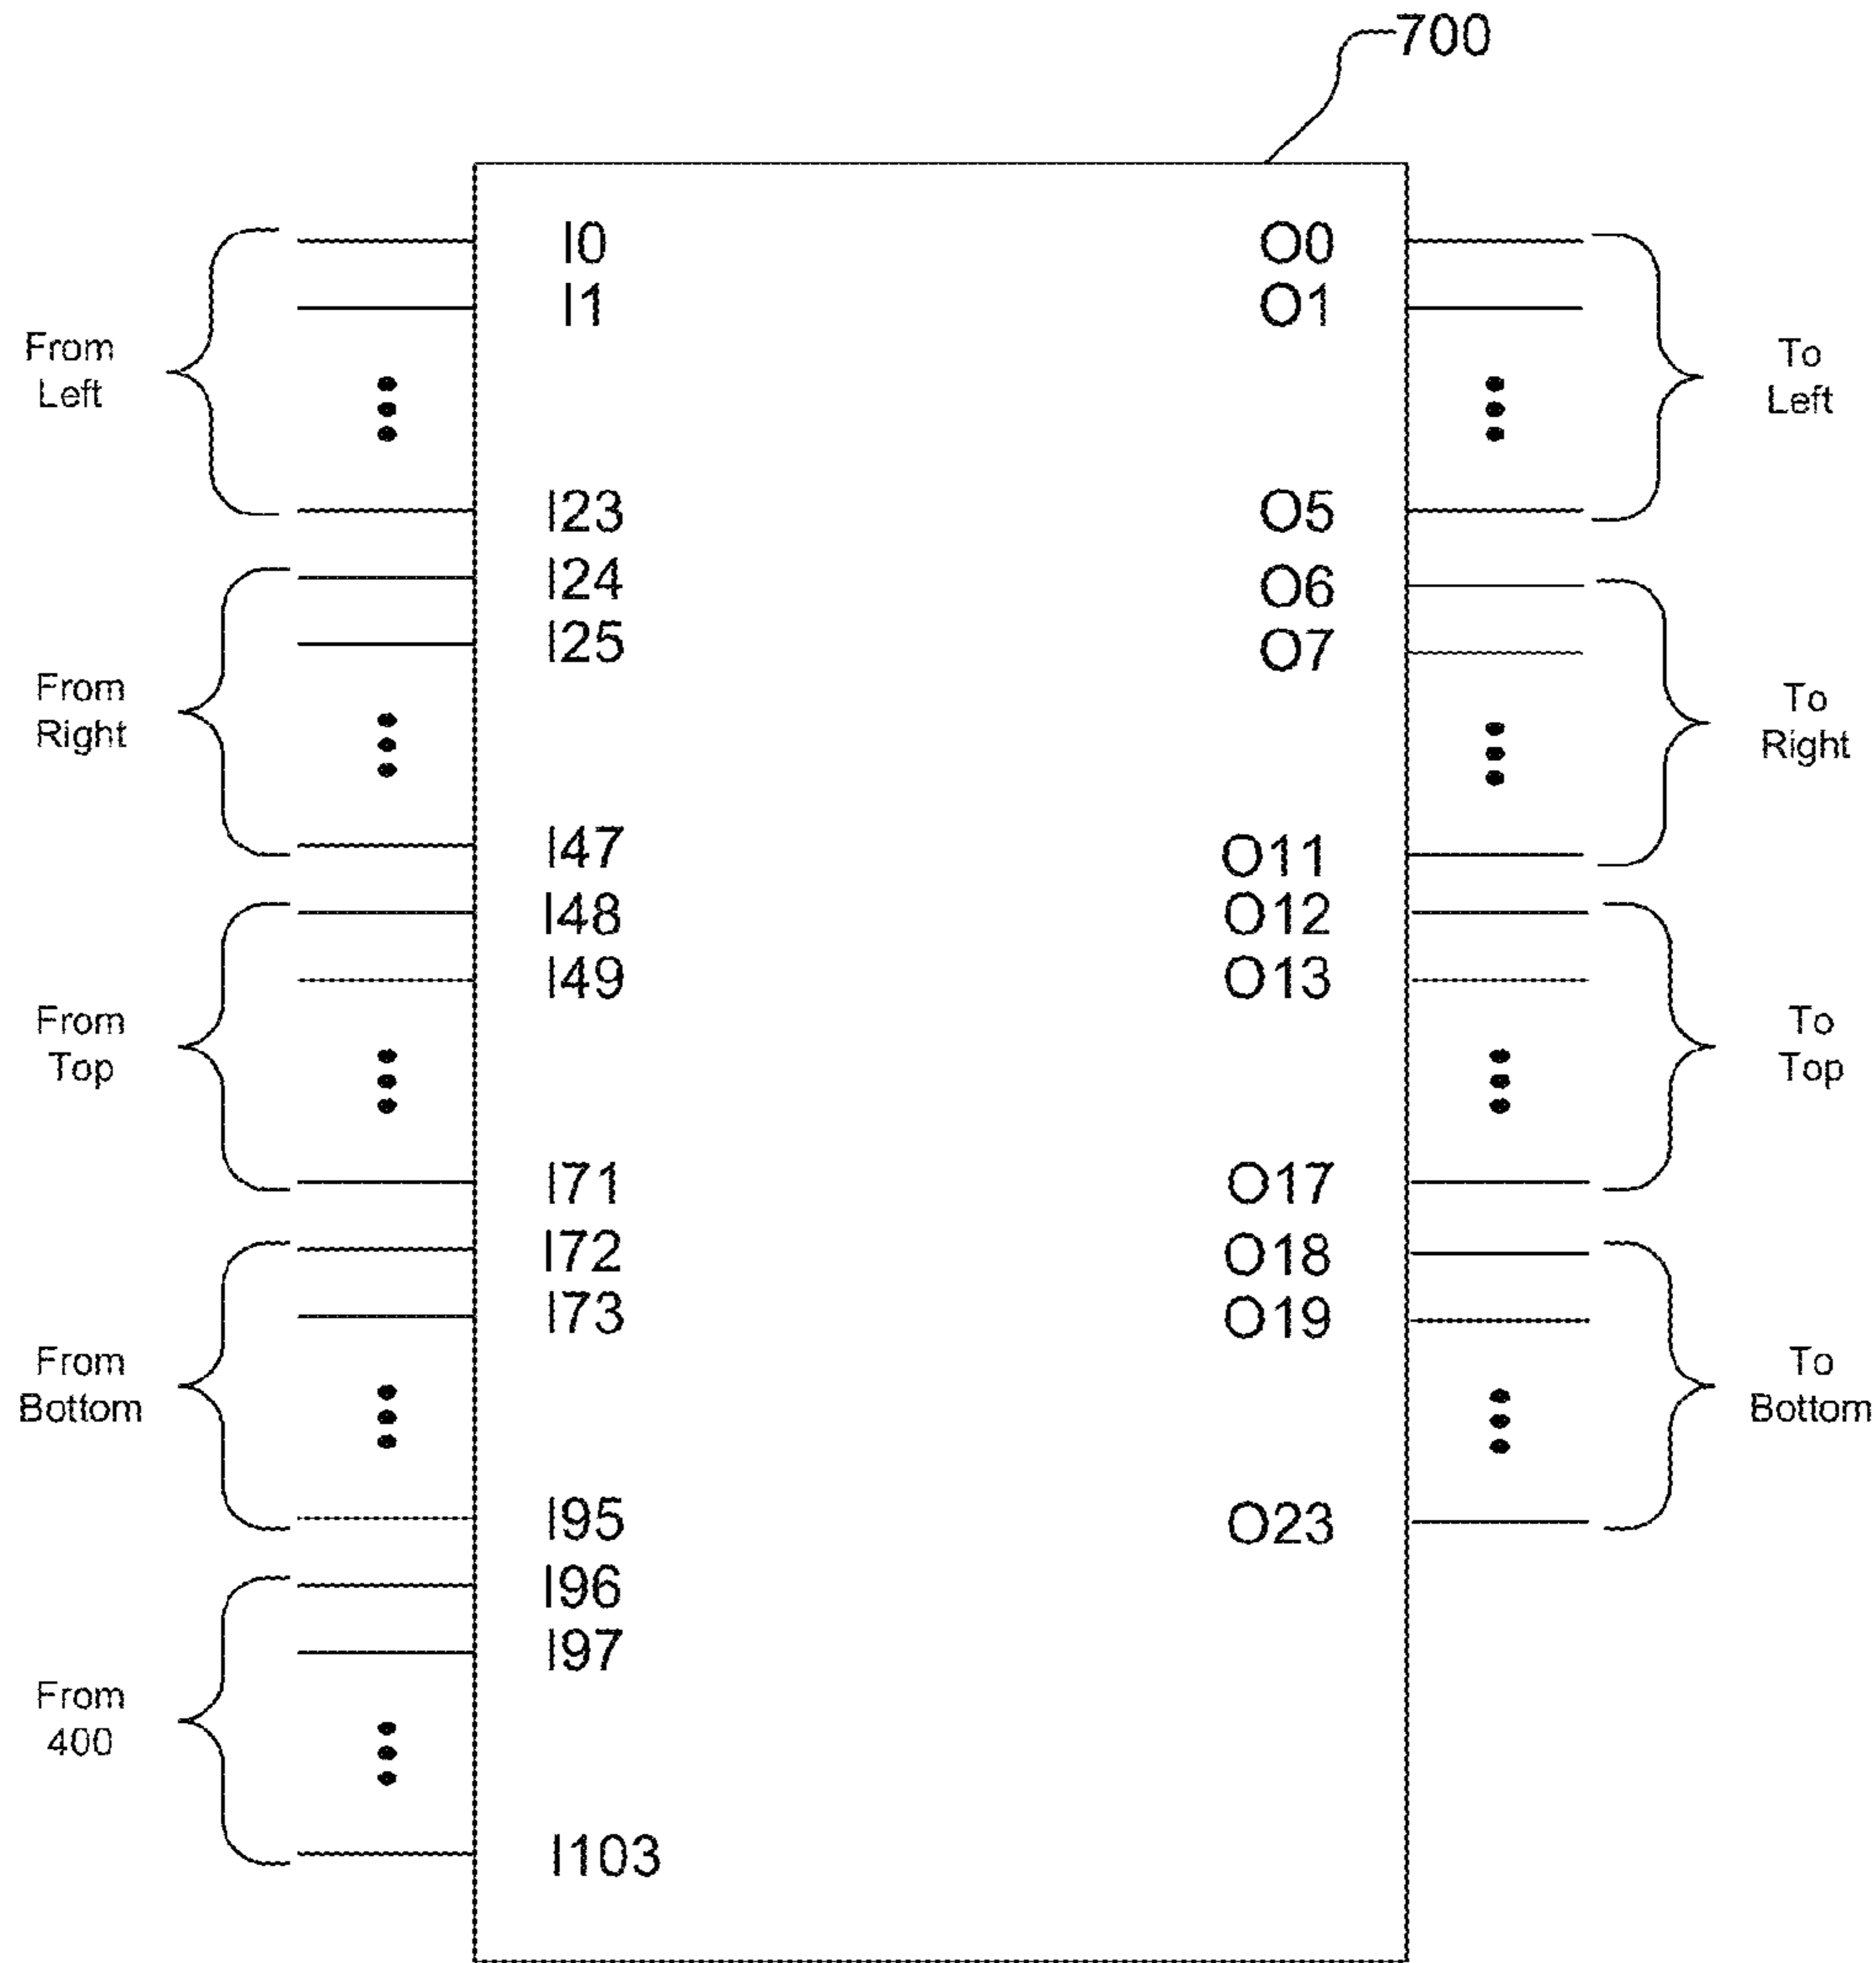 700
From
Left
I0
I1
I23
From
Right
I24
I25
I47
From
Top
I48
I49
I71
From
Bottom
I72
I73
I95
From
400
I96
I97
I103
O0
O1
O5
To
Left
O6
O7
O11
To
Right
O12
O13
O17
To
Top
O18
O19
O23
To
Bottom